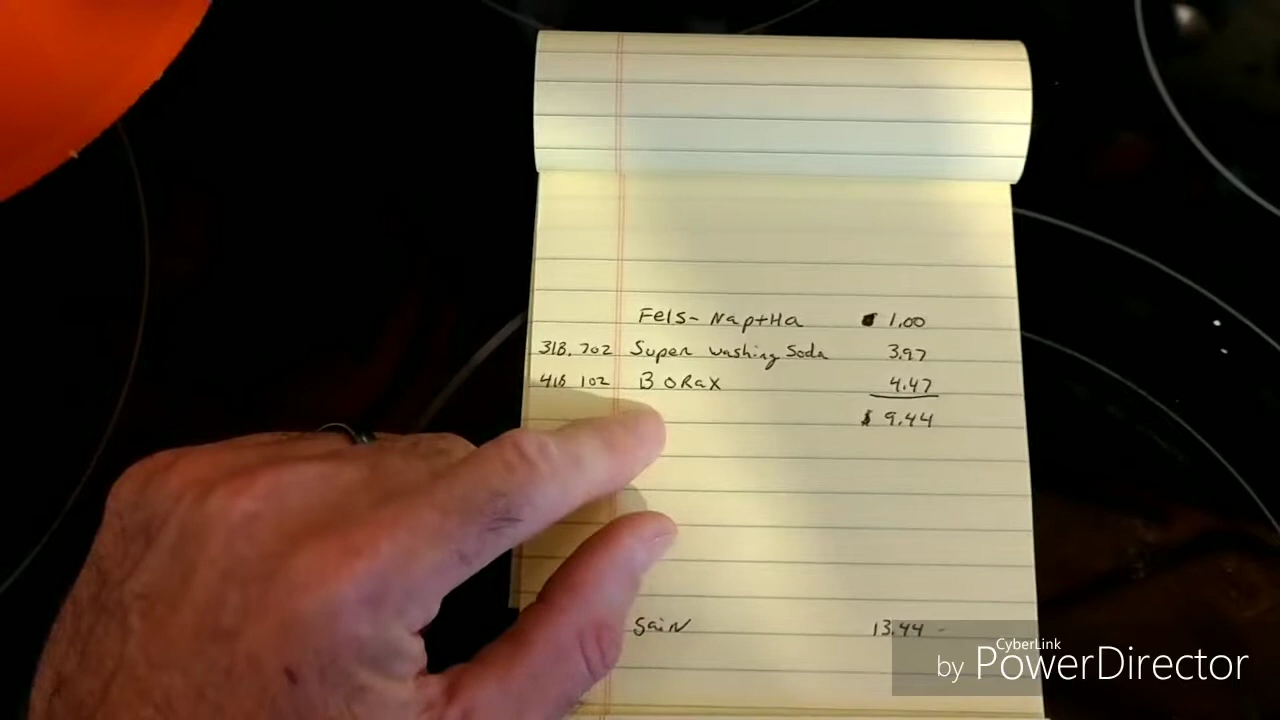 Fels-Naptha $1.00
3lB. 7oz Super washing Soda 3.97
4lB 1oz BORax 4.47
$9.44
gain 13.44 -
CyberLink
by PowerDirector